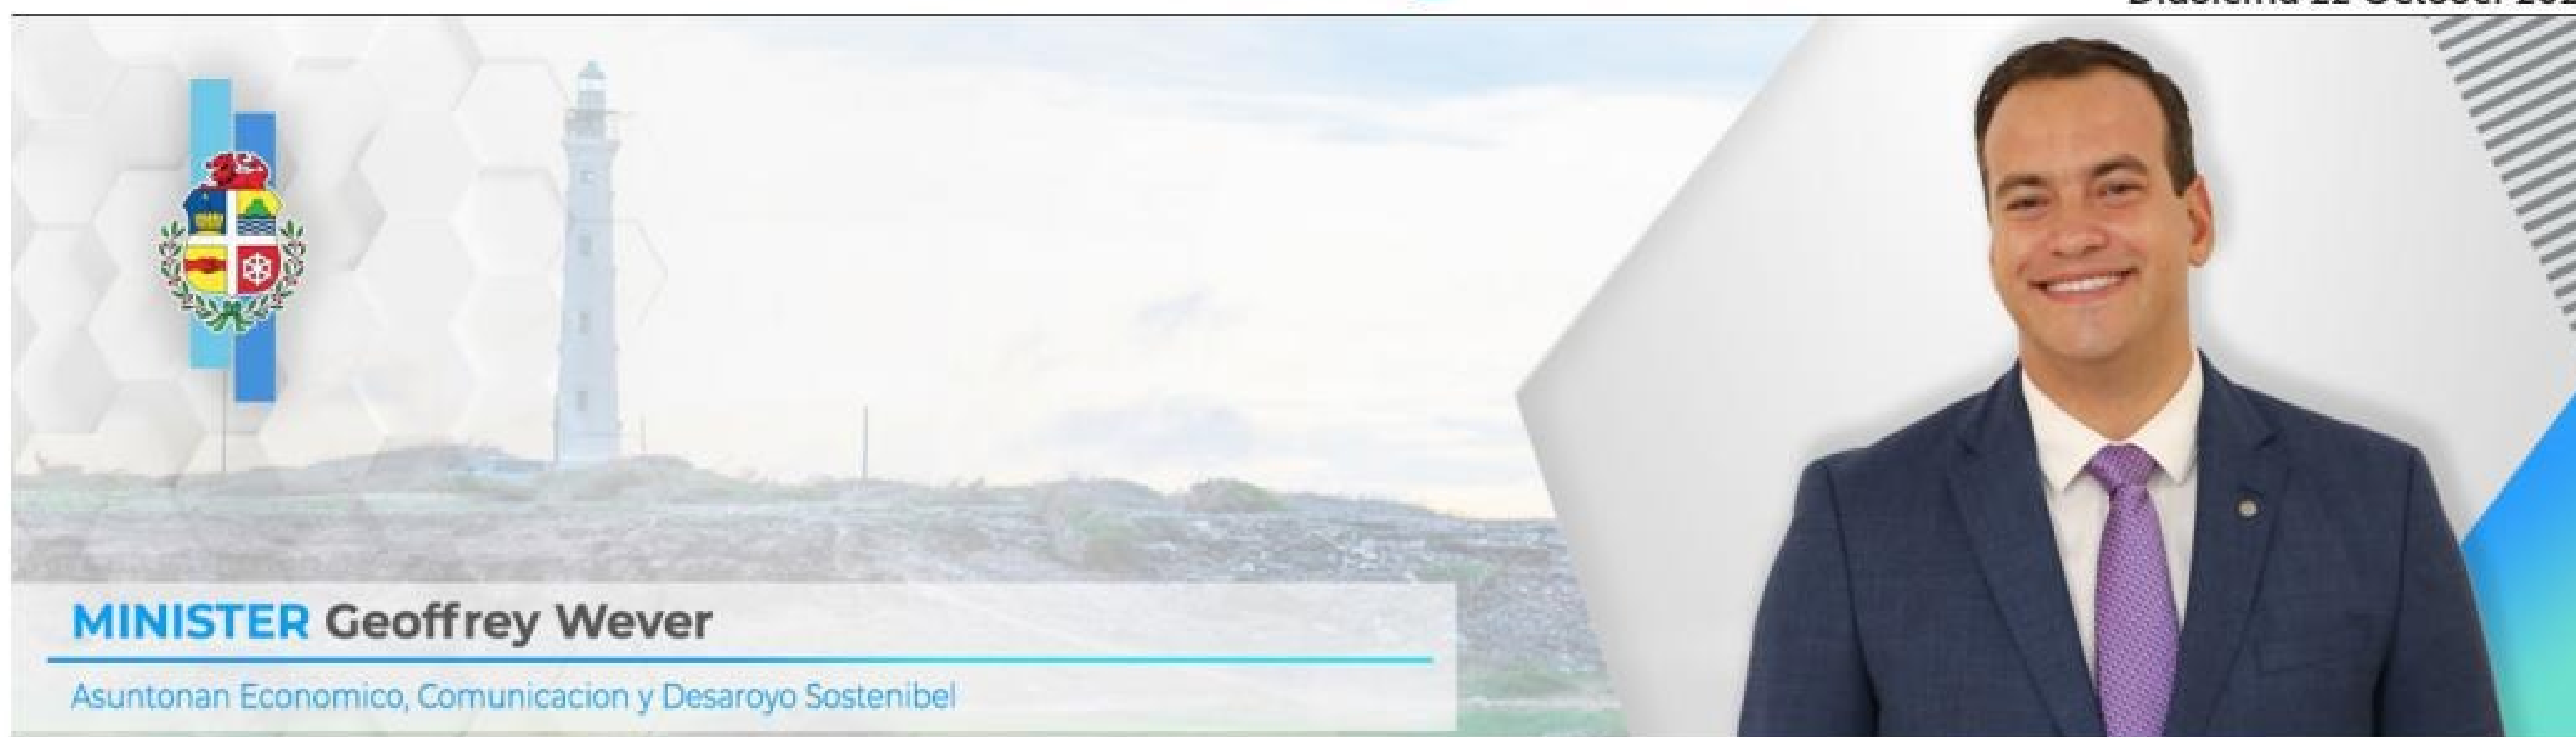 MINISTER Geoffrey Wever
Asuntonan Economico, Comunicacion y Desaroyo Sostenibel